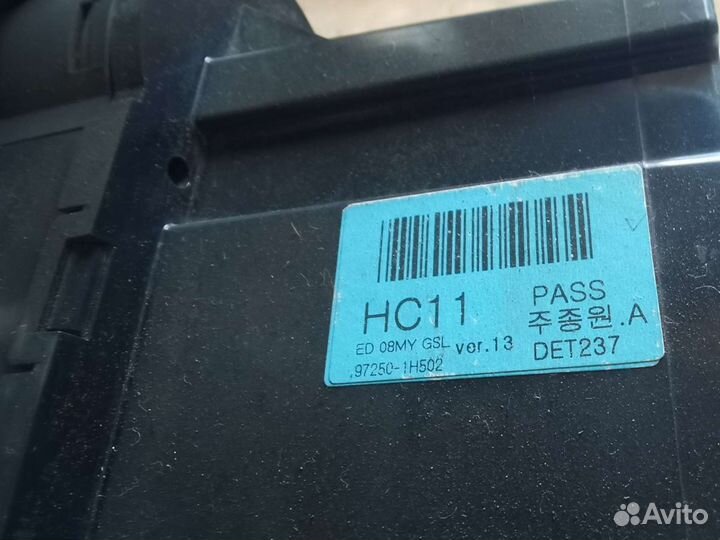 HC11 PASS
주종원.A
ED 08MY GSL ver.13 DET237
.97250-1H502
Avito